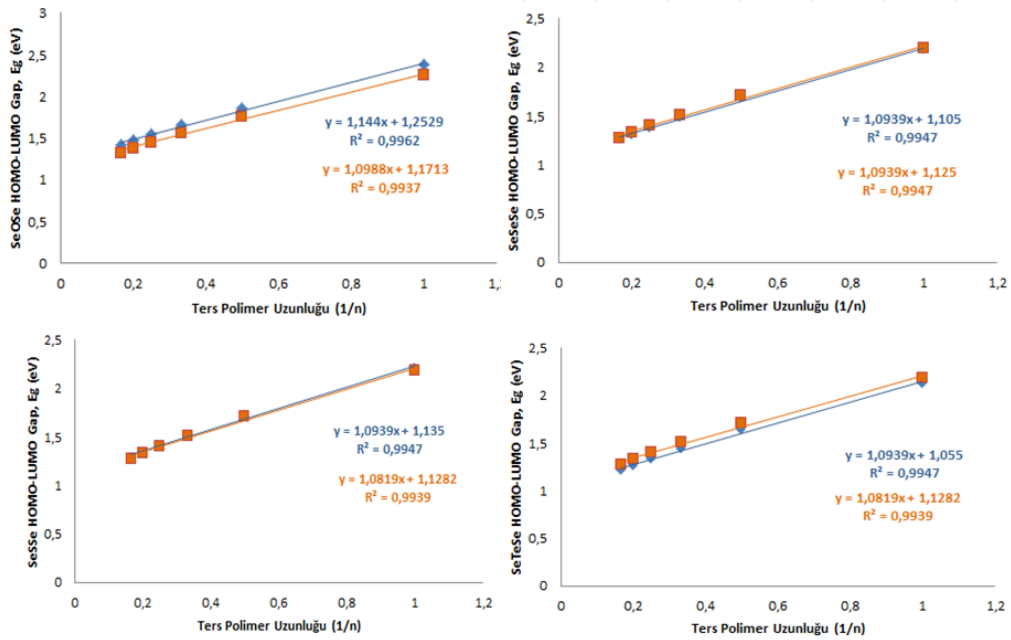 SeOSe HOMO-LUMO Gap, Eg (eV)
3
2,5
2
1,5
1
0,5
0
y = 1,144x + 1,2529
R² = 0,9962
y = 1,0988x + 1,1713
R² = 0,9937
0 0,2 0,4 0,6 0,8 1
Ters Polimer Uzunluğu (1/n)
SeSeSe HOMO-LUMO Gap, Eg (eV)
2,5
2
1,5
1
0,5
0
y = 1,0939x + 1,105
R² = 0,9947
y = 1,0939x + 1,125
R² = 0,9947
0 0,2 0,4 0,6 0,8 1 1,2
Ters Polimer Uzunluğu (1/n)
SeSSe HOMO-LUMO Gap, Eg (eV)
2,5
2
1,5
1
0,5
0
y = 1,0939x + 1,135
R² = 0,9947
y = 1,0819x + 1,1282
R² = 0,9939
0 0,2 0,4 0,6 0,8 1 1,2
Ters Polimer Uzunluğu (1/n)
SeTeSe HOMO-LUMO Gap, Eg (eV)
2,5
2
1,5
1
0,5
0
y = 1,0939x + 1,055
R² = 0,9947
y = 1,0819x + 1,1282
R² = 0,9939
0 0,2 0,4 0,6 0,8 1 1,2
Ters Polimer Uzunluğu (1/n)